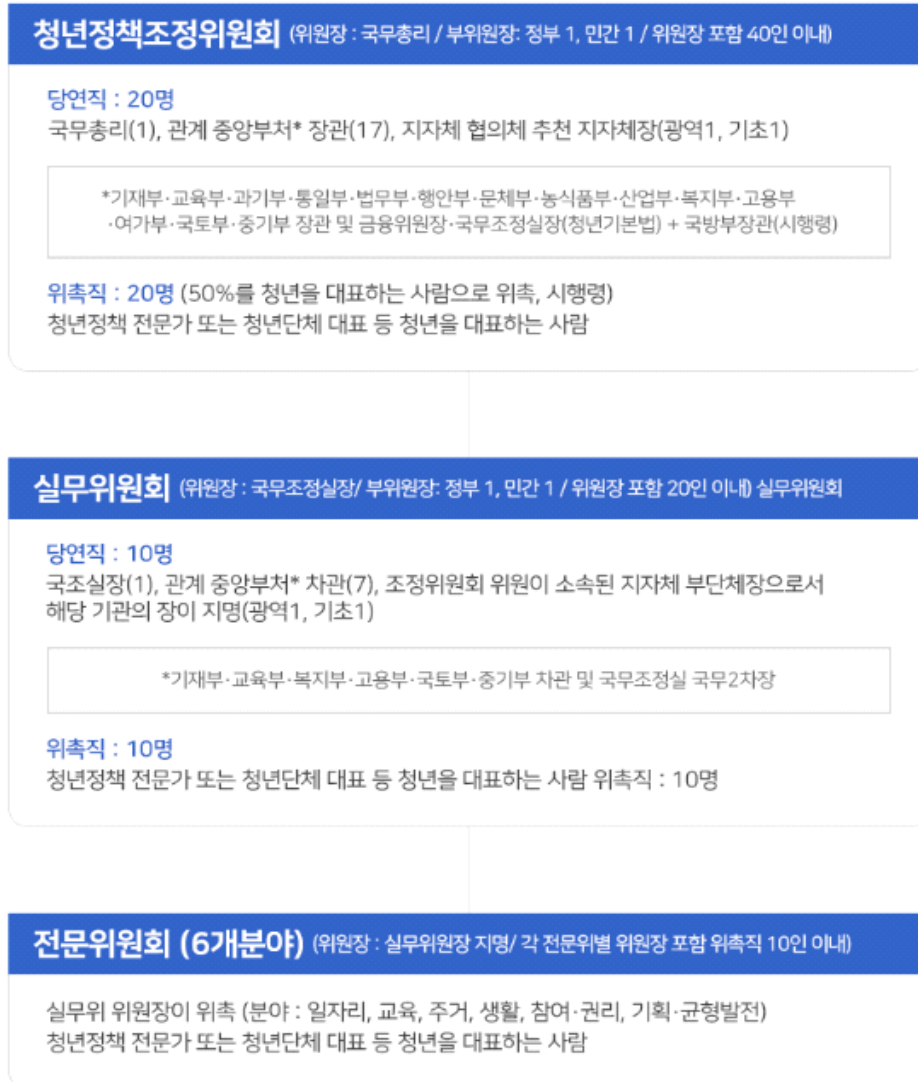 청년정책조정위원회 (위원장 : 국무총리 / 부위원장: 정부 1, 민간 1 / 위원장 포함 40인 이내)
당연직 : 20명
국무총리(1), 관계 중앙부처* 장관(17), 지자체 협의체 추천 지자체장(광역1, 기초1)
*기재부·교육부·과기부·통일부·법무부·행안부·문체부·농식품부·산업부·복지부·고용부
·여가부·국토부·중기부 장관 및 금융위원장·국무조정실장(청년기본법) + 국방부장관(시행령)
위촉직 : 20명 (50%를 청년을 대표하는 사람으로 위촉, 시행령)
청년정책 전문가 또는 청년단체 대표 등 청년을 대표하는 사람
실무위원회 (위원장 : 국무조정실장/ 부위원장: 정부 1, 민간 1 / 위원장 포함 20인 이내) 실무위원회
당연직 : 10명
국조실장(1), 관계 중앙부처* 차관(7), 조정위원회 위원이 소속된 지자체 부단체장으로서
해당 기관의 장이 지명(광역1, 기초1)
*기재부·교육부·복지부·고용부·국토부·중기부 차관 및 국무조정실 국무2차장
위촉직 : 10명
청년정책 전문가 또는 청년단체 대표 등 청년을 대표하는 사람 위촉직 : 10명
전문위원회 (6개분야) (위원장 : 실무위원장 지명/ 각 전문위별 위원장 포함 위촉직 10인 이내)
실무위 위원장이 위촉 (분야 : 일자리, 교육, 주거, 생활, 참여·권리, 기획·균형발전)
청년정책 전문가 또는 청년단체 대표 등 청년을 대표하는 사람